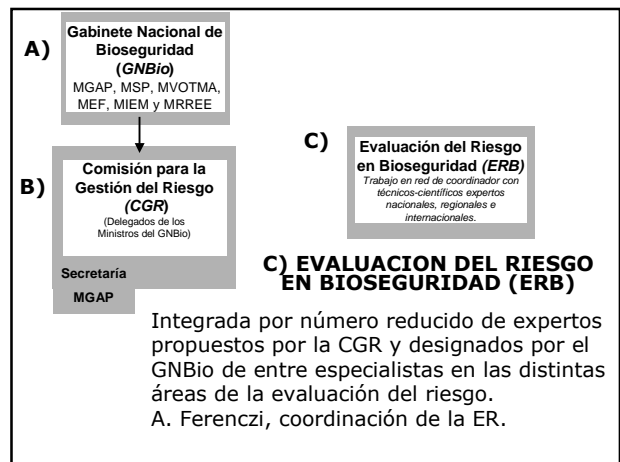 A)
Gabinete Nacional de
Bioseguridad
(GNBio)
MGAP, MSP, MVOTMA,
MEF, MIEM y MRREE
B)
Comisión para la
Gestión del Riesgo
(CGR)
(Delegados de los
Ministros del GNBio)
Secretaría
MGAP
C)
Evaluación del Riesgo
en Bioseguridad (ERB)
Trabajo en red de coordinador con
técnicos-científicos expertos
nacionales, regionales e
internacionales.
C) EVALUACION DEL RIESGO
EN BIOSEGURIDAD (ERB)
Integrada por número reducido de expertos
propuestos por la CGR y designados por el
GNBio de entre especialistas en las distintas
áreas de la evaluación del riesgo.
A. Ferenczi, coordinación de la ER.